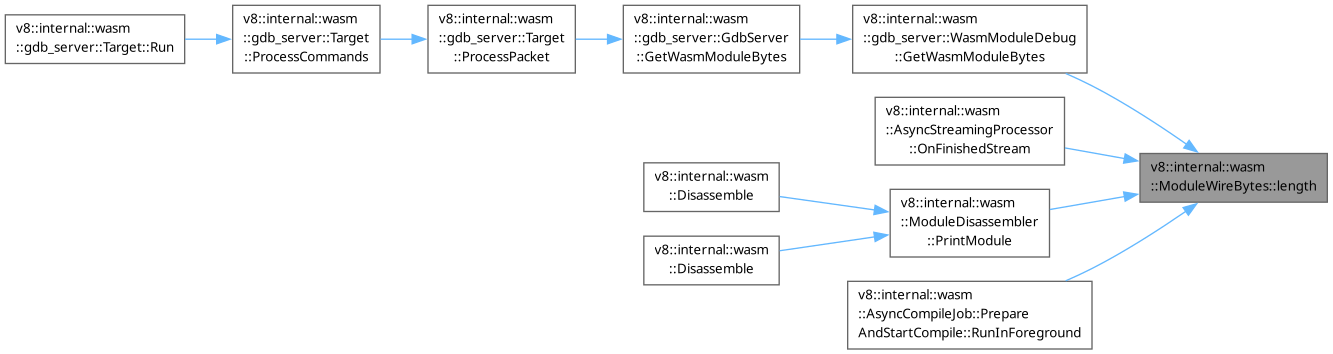 v8::internal::wasm
::gdb_server::Target::Run
v8::internal::wasm
::gdb_server::Target
::ProcessCommands
v8::internal::wasm
::gdb_server::Target
::ProcessPacket
v8::internal::wasm
::gdb_server::GdbServer
::GetWasmModuleBytes
v8::internal::wasm
::gdb_server::WasmModuleDebug
::GetWasmModuleBytes
v8::internal::wasm
::AsyncStreamingProcessor
::OnFinishedStream
v8::internal::wasm
::ModuleWireBytes::length
v8::internal::wasm
::Disassemble
v8::internal::wasm
::ModuleDisassembler
::PrintModule
v8::internal::wasm
::Disassemble
v8::internal::wasm
::AsyncCompileJob::Prepare
AndStartCompile::RunInForeground